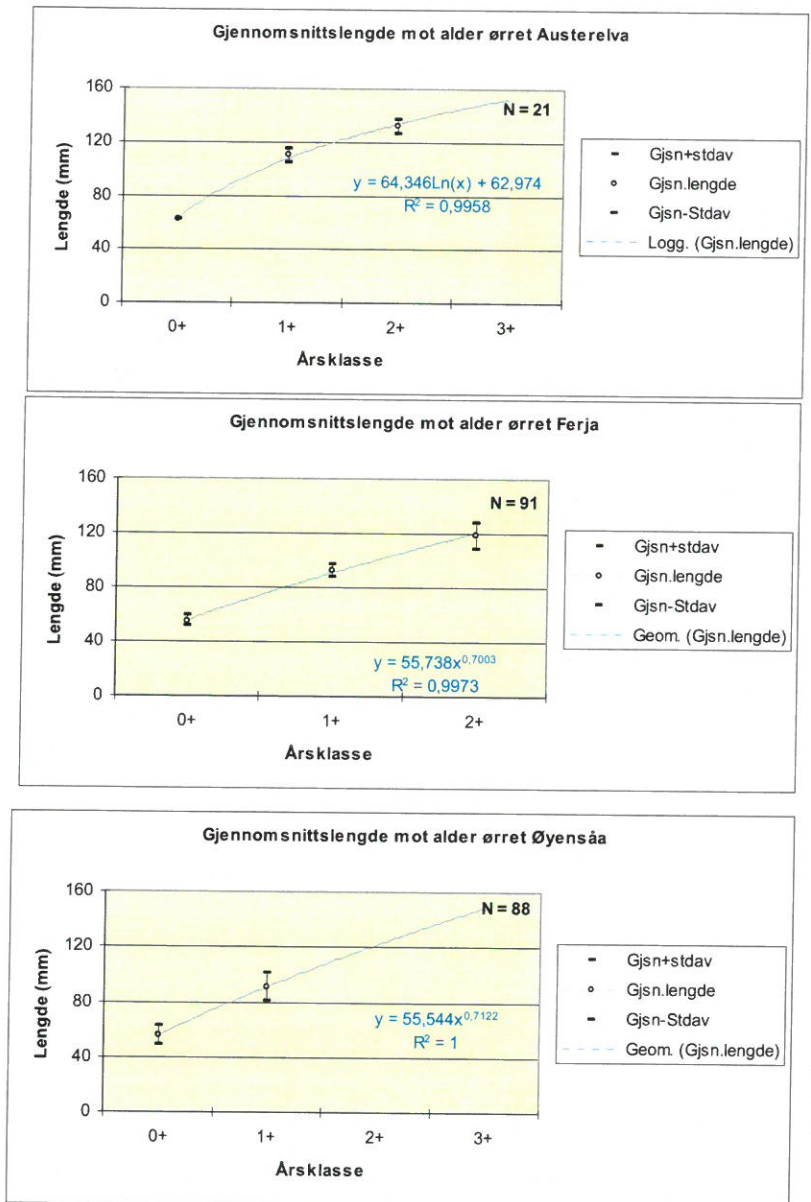 Gjennomsnittslengde mot alder ørret Austerelva
Lengde (mm)
160
120
80
40
0
N = 21
y = 64,346Ln(x) + 62,974
R² = 0,9958
0+ 1+ 2+ 3+
Årsklasse
Gjsn+stdav
Gjsn.lengde
Gjsn-Stdav
Logg. (Gjsn.lengde)
Gjennomsnittslengde mot alder ørret Ferja
Lengde (mm)
160
120
80
40
0
N = 91
y = 55,738x^0,7003
R² = 0,9973
0+ 1+ 2+
Årsklasse
Gjsn+stdav
Gjsn.lengde
Gjsn-Stdav
Geom. (Gjsn.lengde)
Gjennomsnittslengde mot alder ørret Øyensåa
Lengde (mm)
160
120
80
40
0
N = 88
y = 55,544x^0,7122
R² = 1
0+ 1+ 2+ 3+
Årsklasse
Gjsn+stdav
Gjsn.lengde
Gjsn-Stdav
Geom. (Gjsn.lengde)